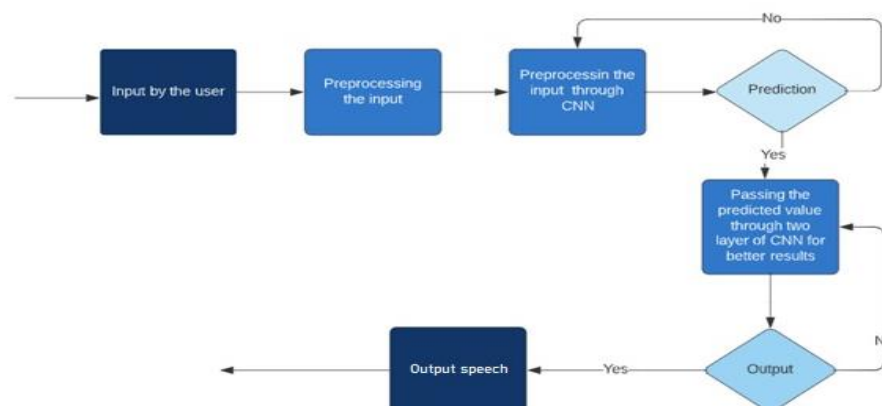 No
Input by the user
Preprocessing
the input
Preprocessin the
input through
CNN
Prediction
Yes
Passing the
predicted value
through two
layer of CNN for
better results
N
Output speech
Yes
Output